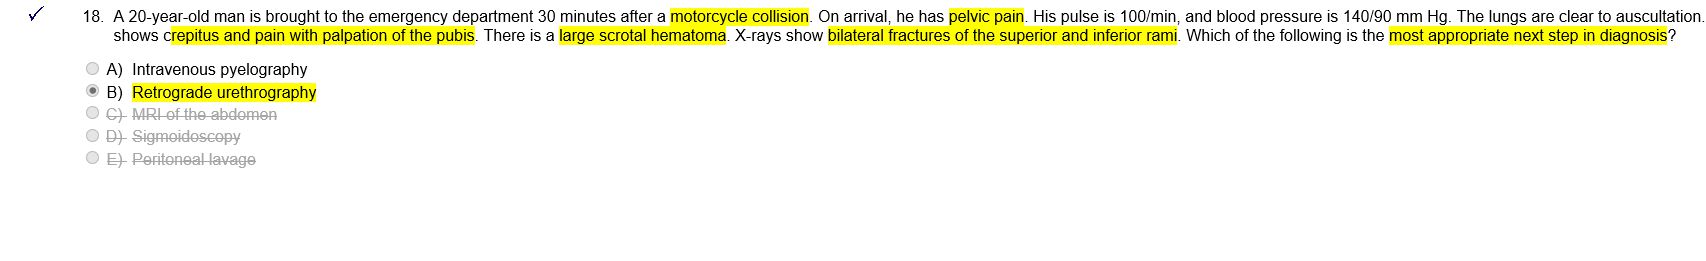 18. A 20-year-old man is brought to the emergency department 30 minutes after a motorcycle collision. On arrival, he has pelvic pain. His pulse is 100/min, and blood pressure is 140/90 mm Hg. The lungs are clear to auscultation.
shows crepitus and pain with palpation of the pubis. There is a large scrotal hematoma. X-rays show bilateral fractures of the superior and inferior rami. Which of the following is the most appropriate next step in diagnosis?
A) Intravenous pyelography
B) Retrograde urethrography
C) MRI of the abdomen
D) Sigmoidoscopy
E) Peritoneal lavage